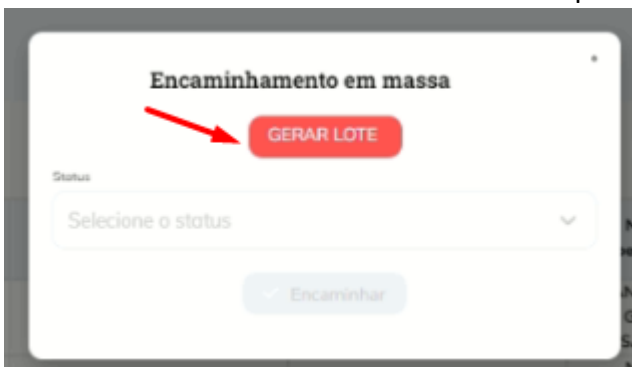 Encaminhamento em massa
GERAR LOTE
Status
Selecione o status
Encaminhar